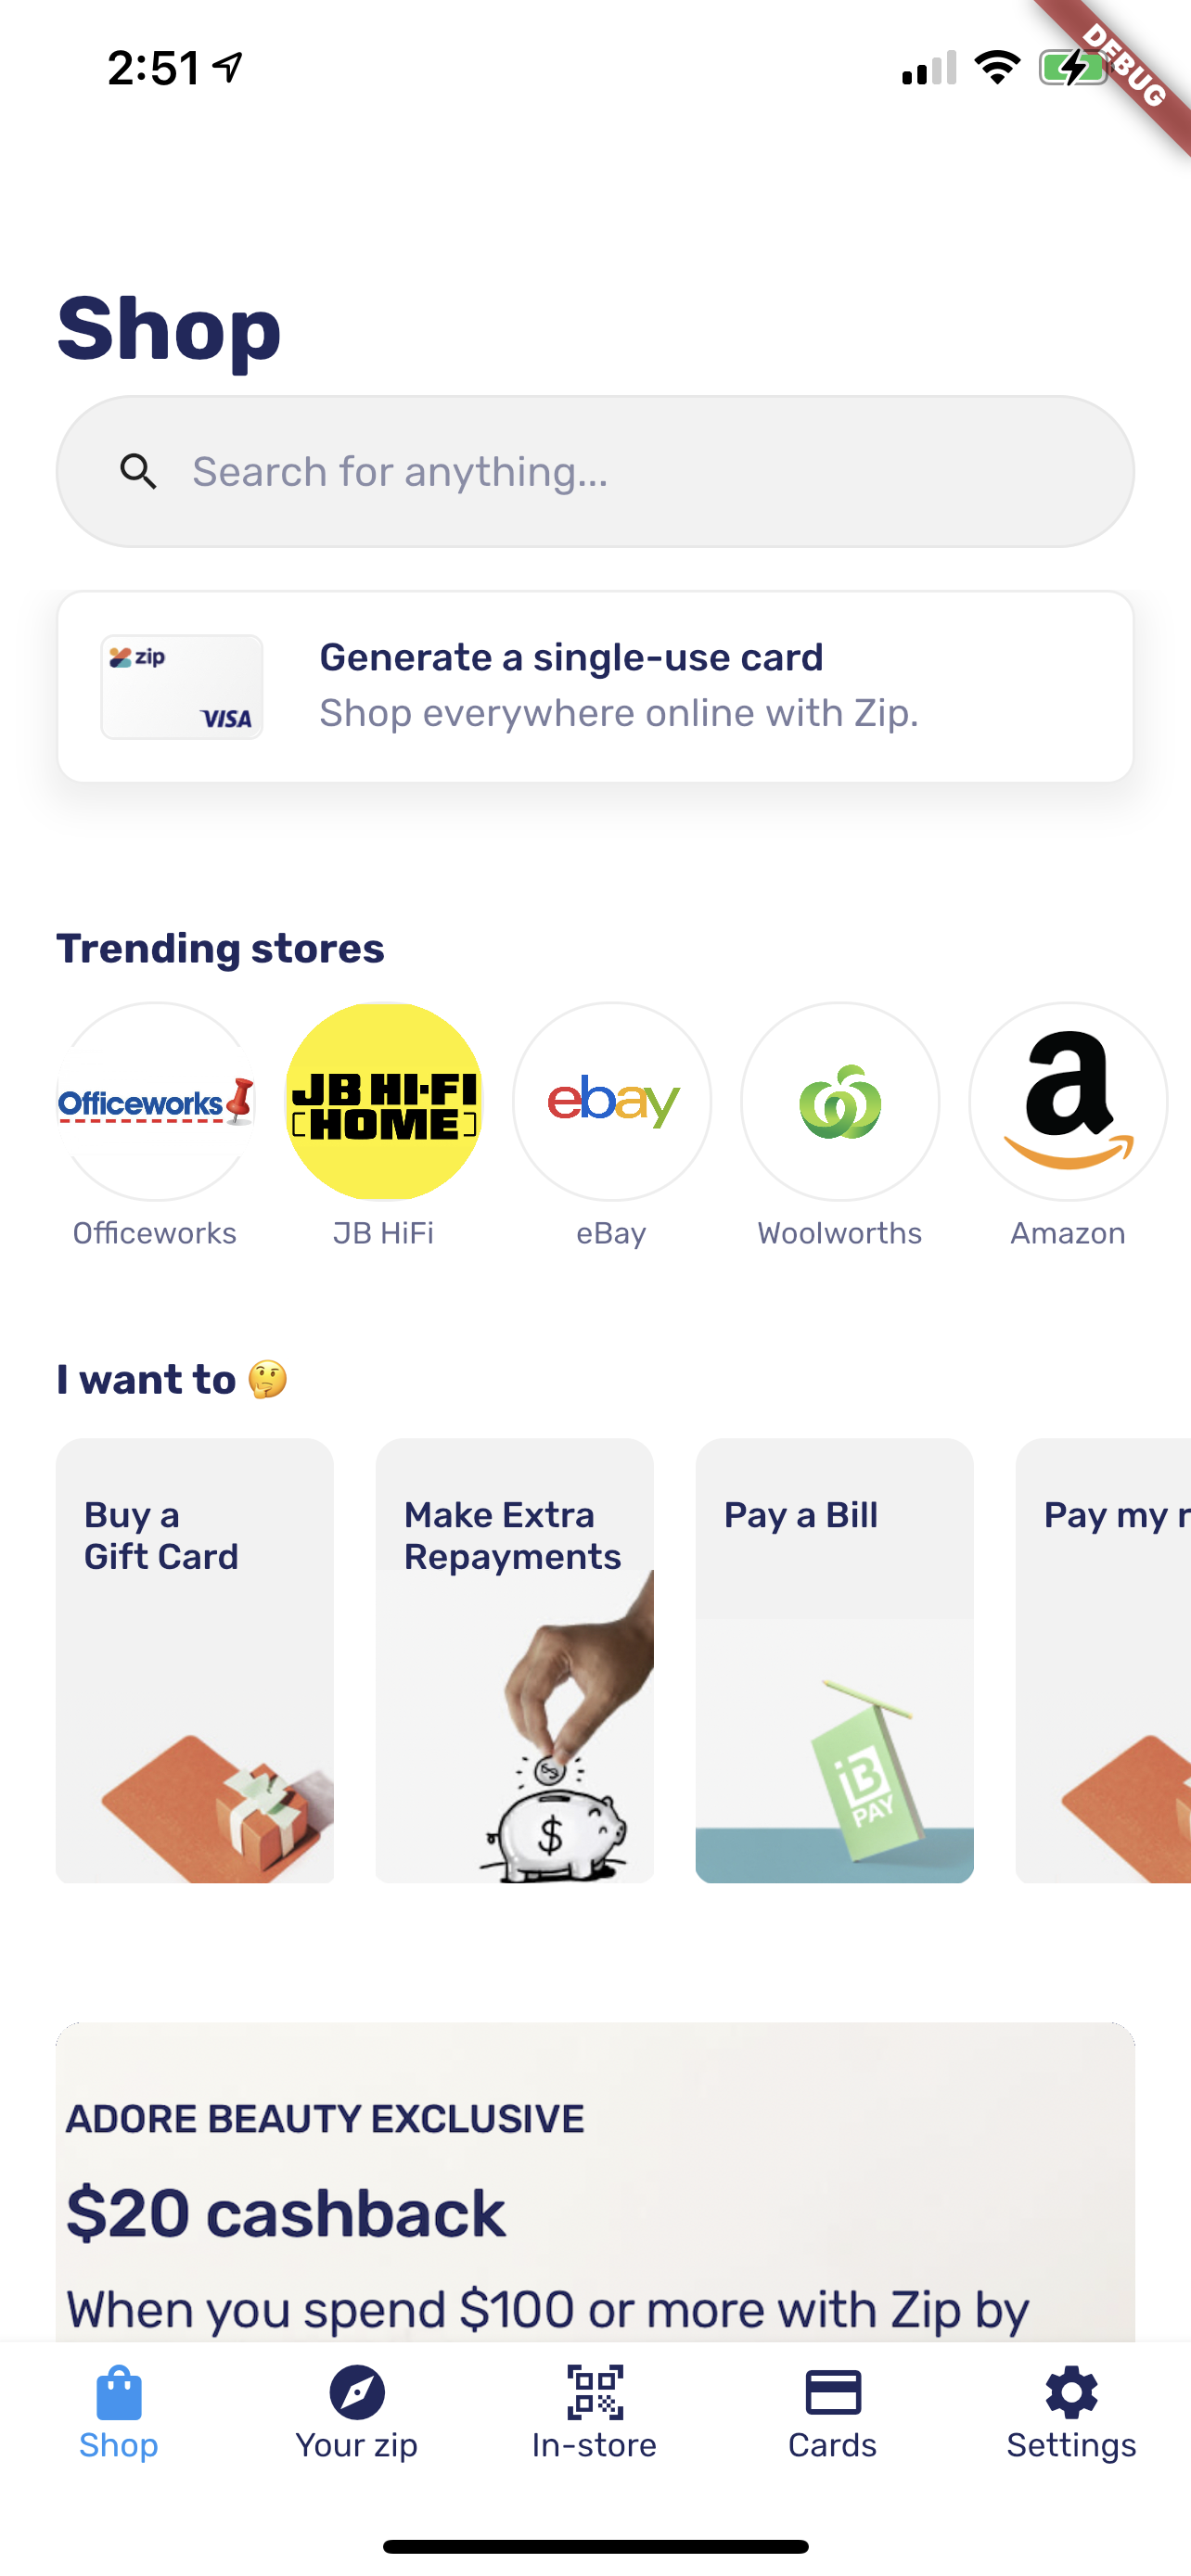 2:51
DEBUG
Shop
Search for anything...
zip
VISA
Generate a single-use card
Shop everywhere online with Zip.
Trending stores
Officeworks
JB HI-FI
HOME
ebay
a
Officeworks
JB HiFi
eBay
Woolworths
Amazon
I want to 🤔
Buy a
Gift Card
Make Extra
Repayments
Pay a Bill
Pay my r
$
$
B
PAY
ADORE BEAUTY EXCLUSIVE
$20 cashback
When you spend $100 or more with Zip by
Shop
Your zip
In-store
Cards
Settings